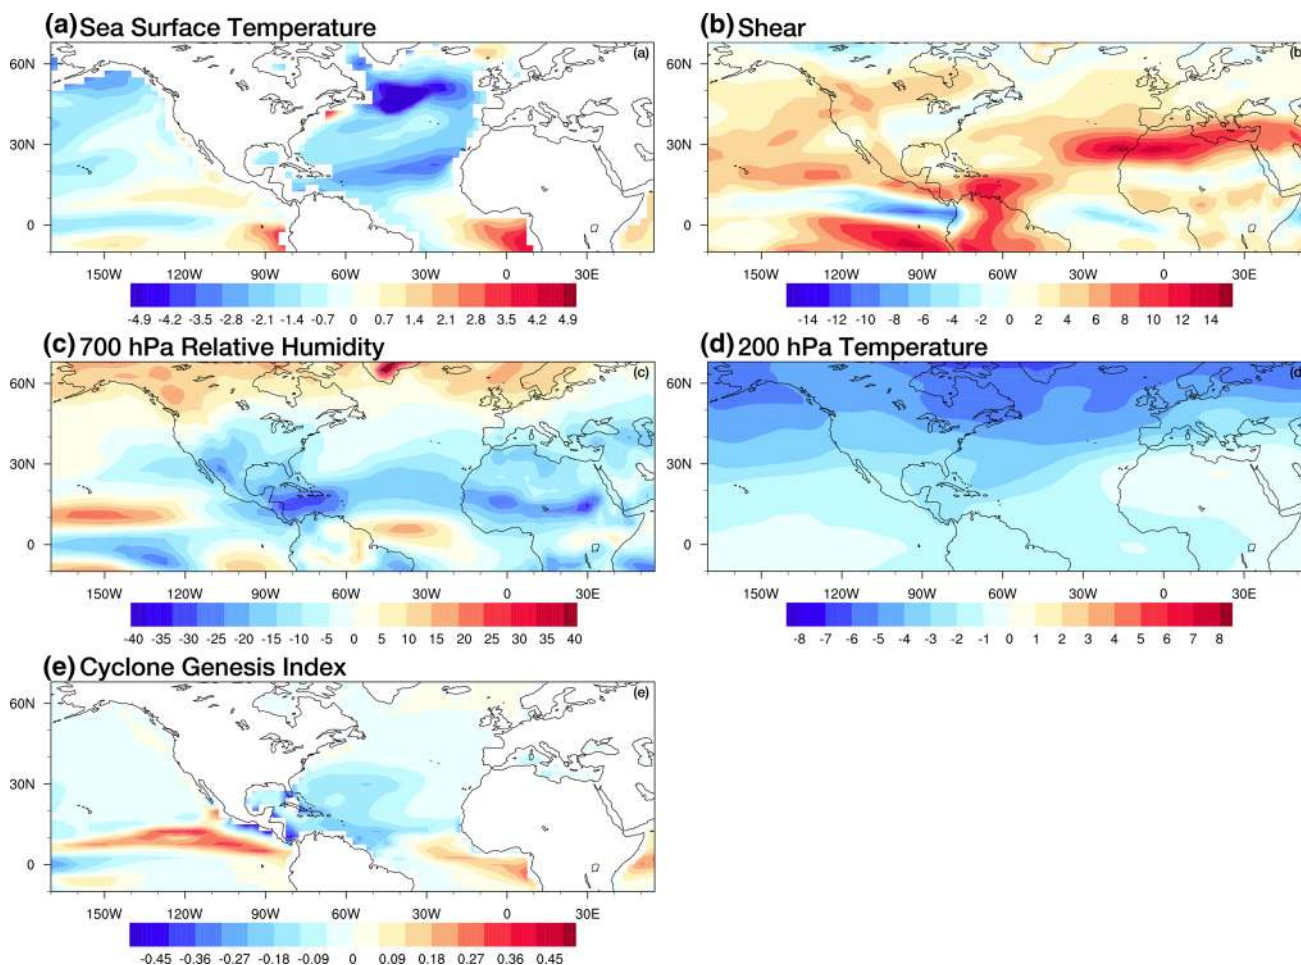 (a) Sea Surface Temperature
(b) Shear
(a)
(b
60N
30N
0
60N
30N
0
150W 120W 90W 60W 30W 0 30E
150W 120W 90W 60W 30W 0 30E
-4.9 -4.2 -3.5 -2.8 -2.1 -1.4 -0.7 0 0.7 1.4 2.1 2.8 3.5 4.2 4.9
-14 -12 -10 -8 -6 -4 -2 0 2 4 6 8 10 12 14
(c) 700 hPa Relative Humidity
(d) 200 hPa Temperature
(c)
(d
60N
30N
0
60N
30N
0
150W 120W 90W 60W 30W 0 30E
150W 120W 90W 60W 30W 0 30E
-40 -35 -25 -20 -15 -10 -5 0 5 10 15 20 25 30 35 40
-8 -7 -6 -5 -4 -3 -2 -1 0 1 2 3 4 5 6 7 8
(e) Cyclone Genesis Index
(e)
60N
30N
0
150W 120W 90W 60W 30W 0 30E
-0.45 -0.36 -0.27 -0.18 -0.09 0 0.09 0.18 0.27 0.36 0.45